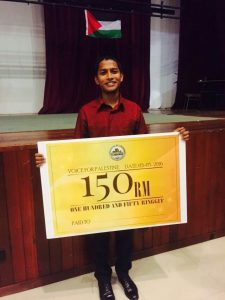 VOICE FOR PALESTINE
150RM
ONE HUNDRED AND FIFTY RINGGIT
PAID TO